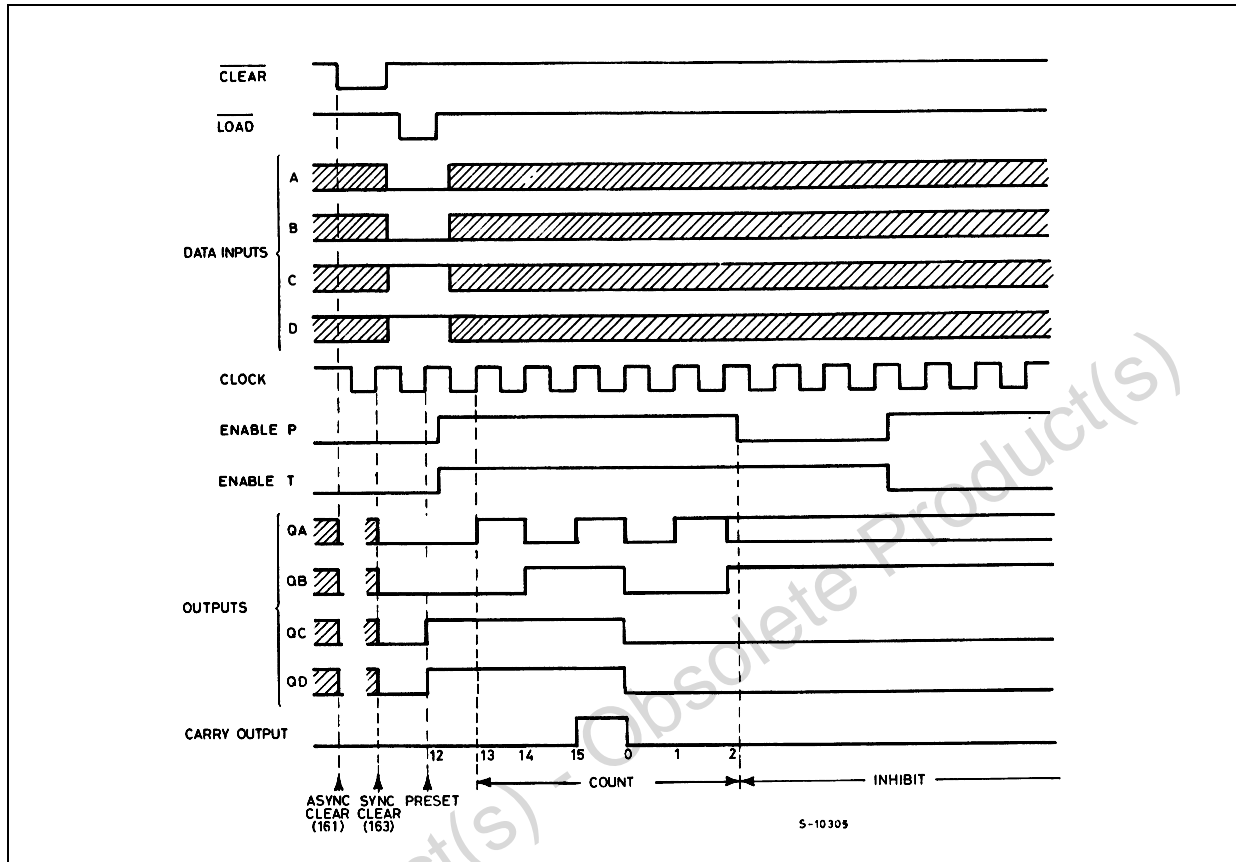 CLEAR
LOAD
A
B
DATA INPUTS
C
D
CLOCK
ENABLE P
ENABLE T
QA
QB
OUTPUTS
QC
QD
CARRY OUTPUT
12 13 14 15 0 1 2
COUNT INHIBIT
ASYNC CLEAR (161)
SYNC CLEAR (163)
PRESET
S-10305
ct(s) - Obsolete Product(s)